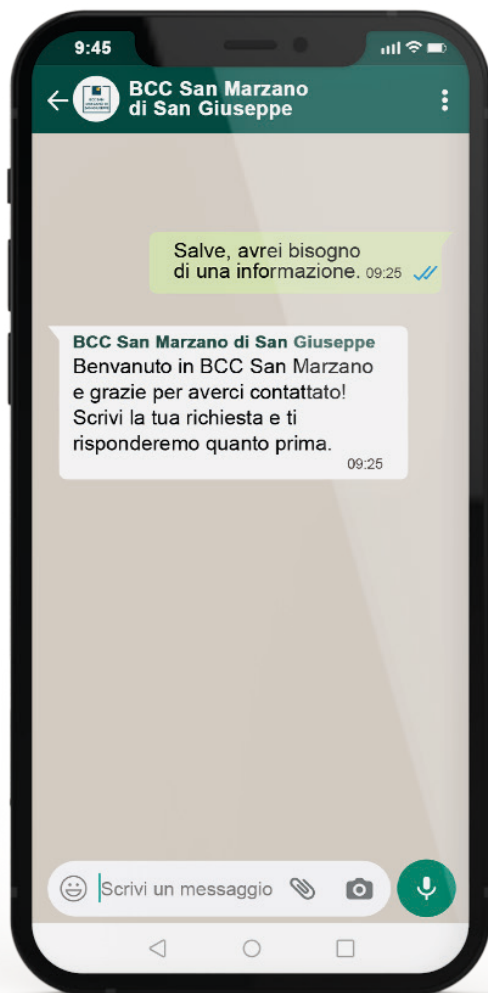 9:45
BCC San Marzano
di San Giuseppe
Salve, avrei bisogno
di una informazione. 09:25
BCC San Marzano di San Giuseppe
Benvanuto in BCC San Marzano
e grazie per averci contattato!
Scrivi la tua richiesta e ti
risponderemo quanto prima.
09:25
Scrivi un messaggio